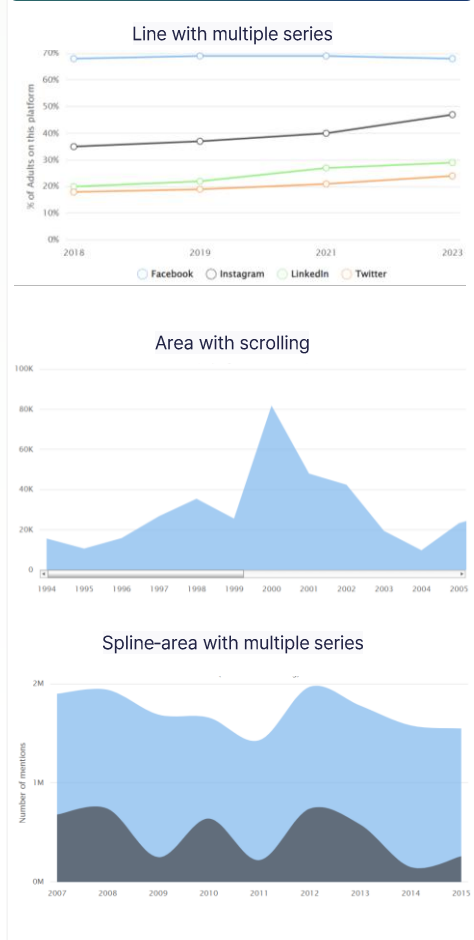 Line with multiple series
70%
60%
50%
40%
30%
20%
10%
0%
% of Adults on this platform
2018 2019 2021 2023
Facebook Instagram LinkedIn Twitter
Area with scrolling
100K
80K
60K
40K
20K
0
1994 1995 1996 1997 1998 1999 2000 2001 2002 2003 2004 2005
Spline-area with multiple series
2M
1M
0M
Number of mentions
2007 2008 2009 2010 2011 2012 2013 2014 2015